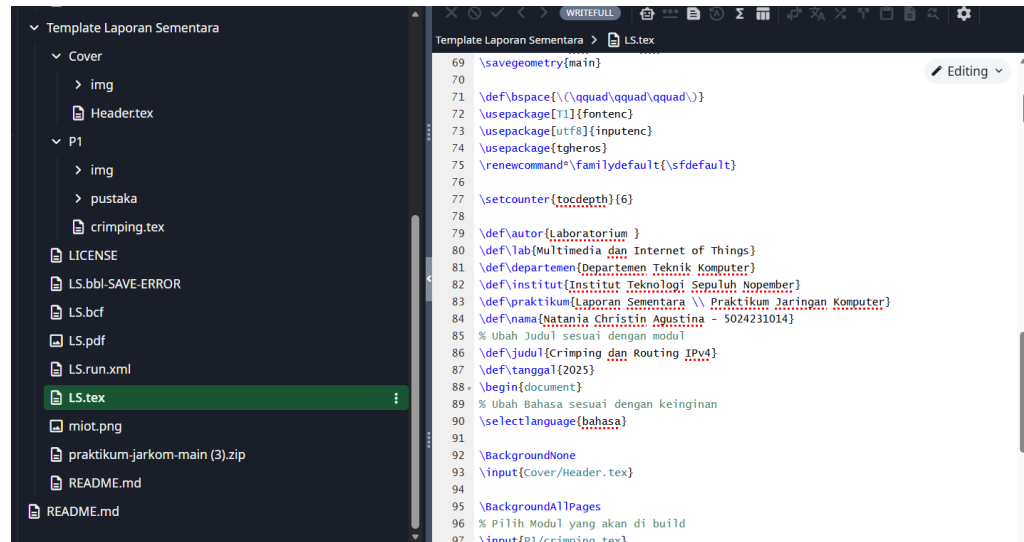 Template Laporan Sementara
Cover
img
Header.tex
P1
img
pustaka
crimping.tex
LICENSE
LS.bbl-SAVE-ERROR
LS.bcf
LS.pdf
LS.run.xml
LS.tex
miot.png
praktikum-jarkom-main (3).zip
README.md
README.md
WRITEFULL
Template Laporan Sementara > LS.tex
Editing
69 \savegeometry{main}
70
71 \def\bspace{\(\qquad\qquad\qquad\)}
72 \usepackage[T1]{fontenc}
73 \usepackage[utf8]{inputenc}
74 \usepackage{tgheros}
75 \renewcommand*\familydefault{\sfdefault}
76
77 \setcounter{tocdepth}{6}
78
79 \def\autor{Laboratorium }
80 \def\lab{Multimedia dan Internet of Things}
81 \def\departemen{Departemen Teknik Komputer}
82 \def\institut{Institut Teknologi Sepuluh Nopember}
83 \def\praktikum{Laporan Sementara \\ Praktikum Jaringan Komputer}
84 \def\nama{Natania Christin Agustina - 5024231014}
85 % Ubah Judul sesuai dengan modul
86 \def\judul{Crimping dan Routing IPv4}
87 \def\tanggal{2025}
88 \begin{document}
89 % Ubah Bahasa sesuai dengan keinginan
90 \selectlanguage{bahasa}
91
92 \BackgroundNone
93 \input{Cover/Header.tex}
94
95 \BackgroundAllPages
96 % Pilih Modul yang akan di build
97 \input{P1/crimping.tex}